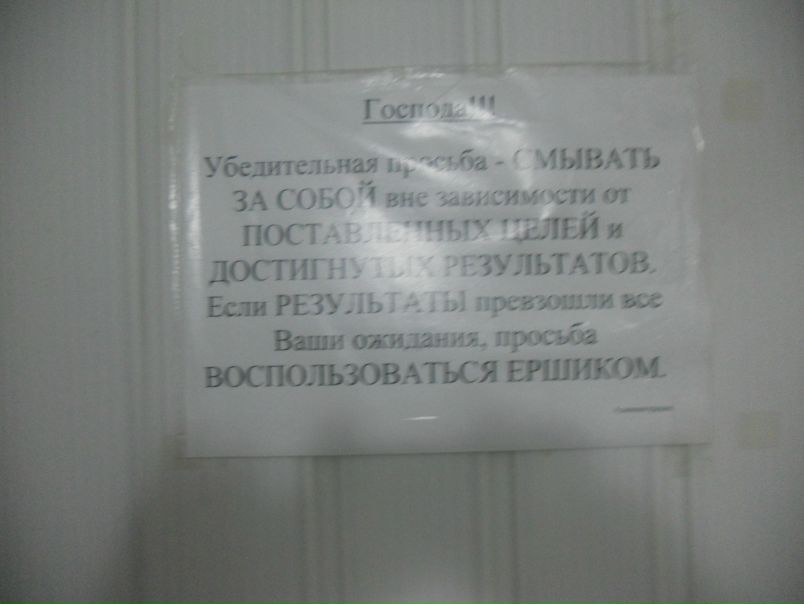 Господа!!!
Убедительная просьба - СМЫВАТЬ
ЗА СОБОЙ вне зависимости от
ПОСТАВЛЕННЫХ ЦЕЛЕЙ и
ДОСТИГНУТЫХ РЕЗУЛЬТАТОВ.
Если РЕЗУЛЬТАТЫ превзошли все
Ваши ожидания, просьба
ВОСПОЛЬЗОВАТЬСЯ ЕРШИКОМ.